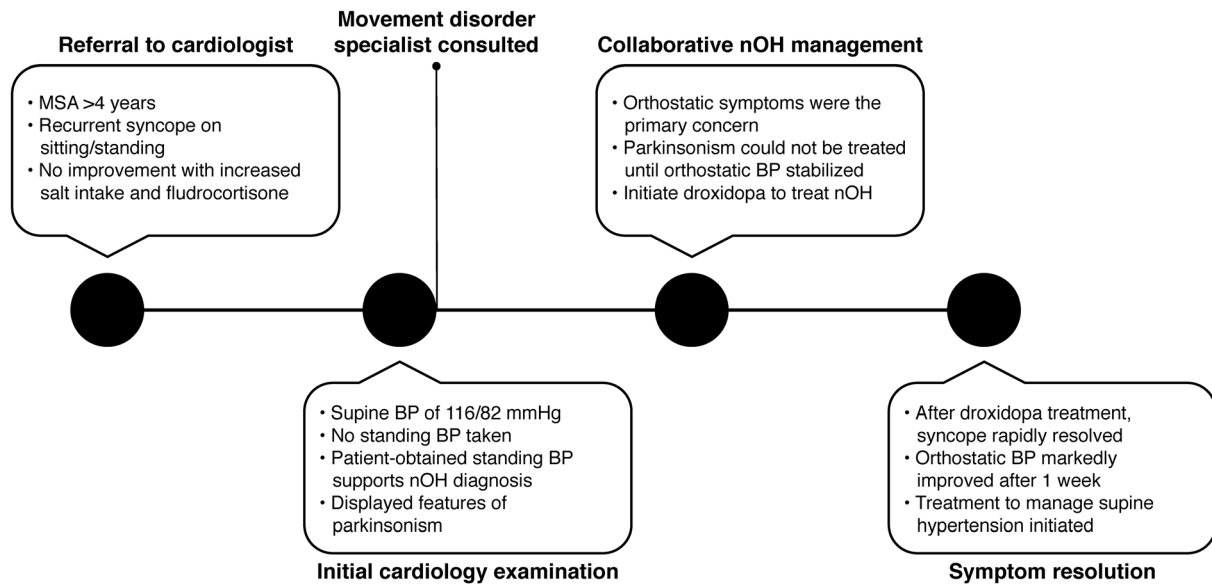 Referral to cardiologist
• MSA >4 years
• Recurrent syncope on
sitting/standing
• No improvement with increased
salt intake and fludrocortisone
Movement disorder
specialist consulted
Collaborative nOH management
• Orthostatic symptoms were the
primary concern
• Parkinsonism could not be treated
until orthostatic BP stabilized
• Initiate droxidopa to treat nOH
• Supine BP of 116/82 mmHg
• No standing BP taken
• Patient-obtained standing BP
supports nOH diagnosis
• Displayed features of
parkinsonism
Initial cardiology examination
• After droxidopa treatment,
syncope rapidly resolved
• Orthostatic BP markedly
improved after 1 week
• Treatment to manage supine
hypertension initiated
Symptom resolution